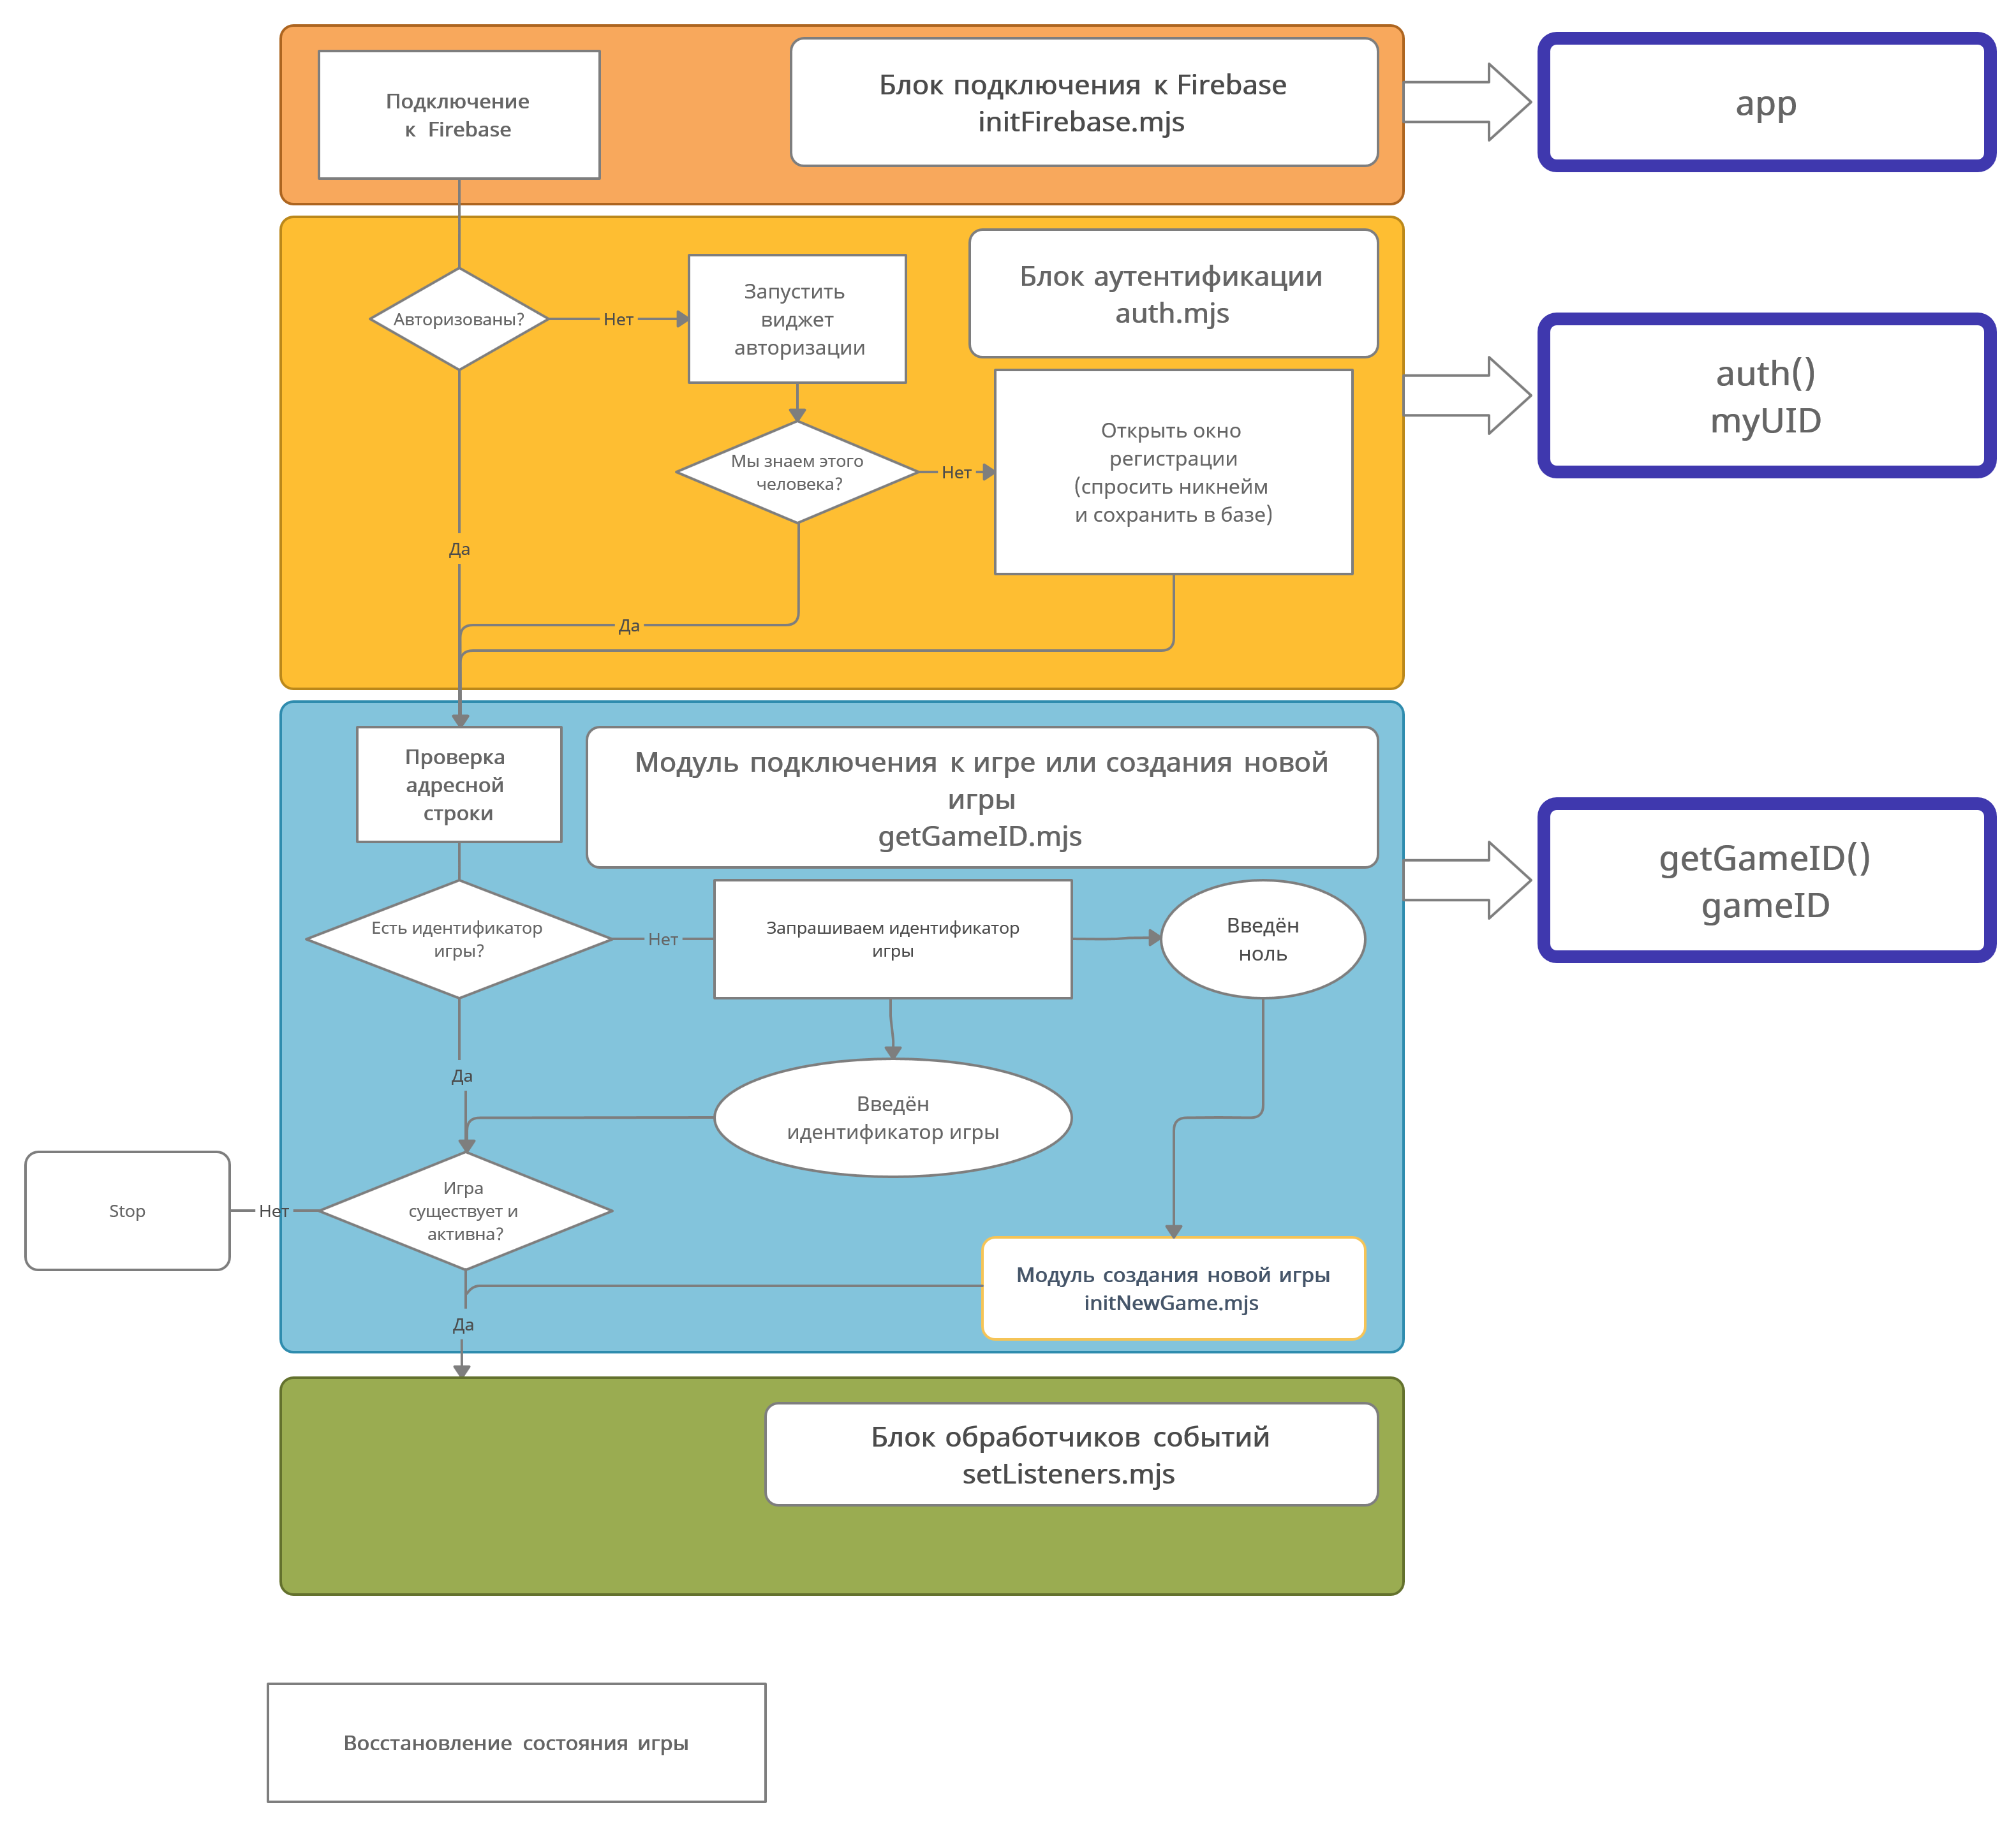 Подключение
к Firebase
Блок подключения к Firebase
initFirebase.mjs
app
Авторизованы?
Нет
Запустить
виджет
авторизации
Блок аутентификации
auth.mjs
auth()
myUID
Мы знаем этого
человека?
Нет
Открыть окно
регистрации
(спросить никнейм
и сохранить в базе)
Да
Да
Проверка
адресной
строки
Модуль подключения к игре или создания новой
игры
getGameID.mjs
getGameID()
gameID
Есть идентификатор
игры?
Нет
Запрашиваем идентификатор
игры
Введён
ноль
Да
Введён
идентификатор игры
Stop
Нет
Игра
существует и
активна?
Модуль создания новой игры
initNewGame.mjs
Да
Блок обработчиков событий
setListeners.mjs
Восстановление состояния игры